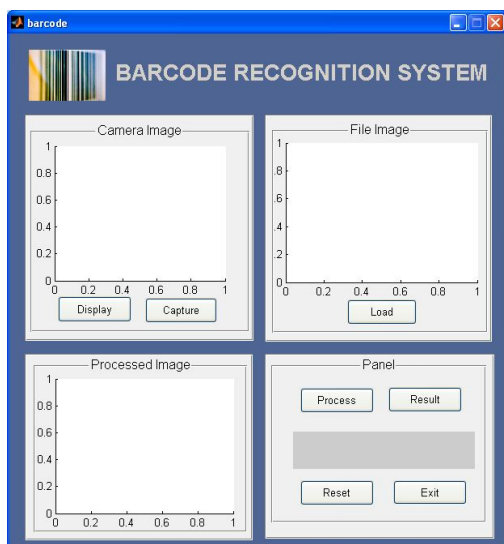 barcode
BARCODE RECOGNITION SYSTEM
Camera Image
1
0.8
0.6
0.4
0.2
0
0 0.2 0.4 0.6 0.8 1
Display Capture
File Image
1
.8
.6
.4
.2
0
0 0.2 0.4 0.6 0.8 1
Load
Processed Image
1
0.8
0.6
0.4
0.2
0
0 0.2 0.4 0.6 0.8 1
Panel
Process Result
Reset Exit